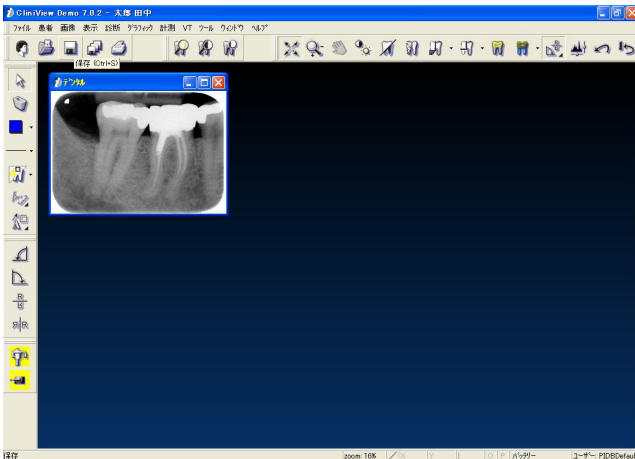 CliniView Demo 7.0.2 - 太郎 田中
ファイル 患者 画像 表示 診断 グラフィック 計測 VT ツール ウィンドウ ヘルプ
保存 (Ctrl+S)
デンタル
R
R
R R
保存 zoom: 16% X Y D O P バッテリー ユーザー: PIDBDefaul